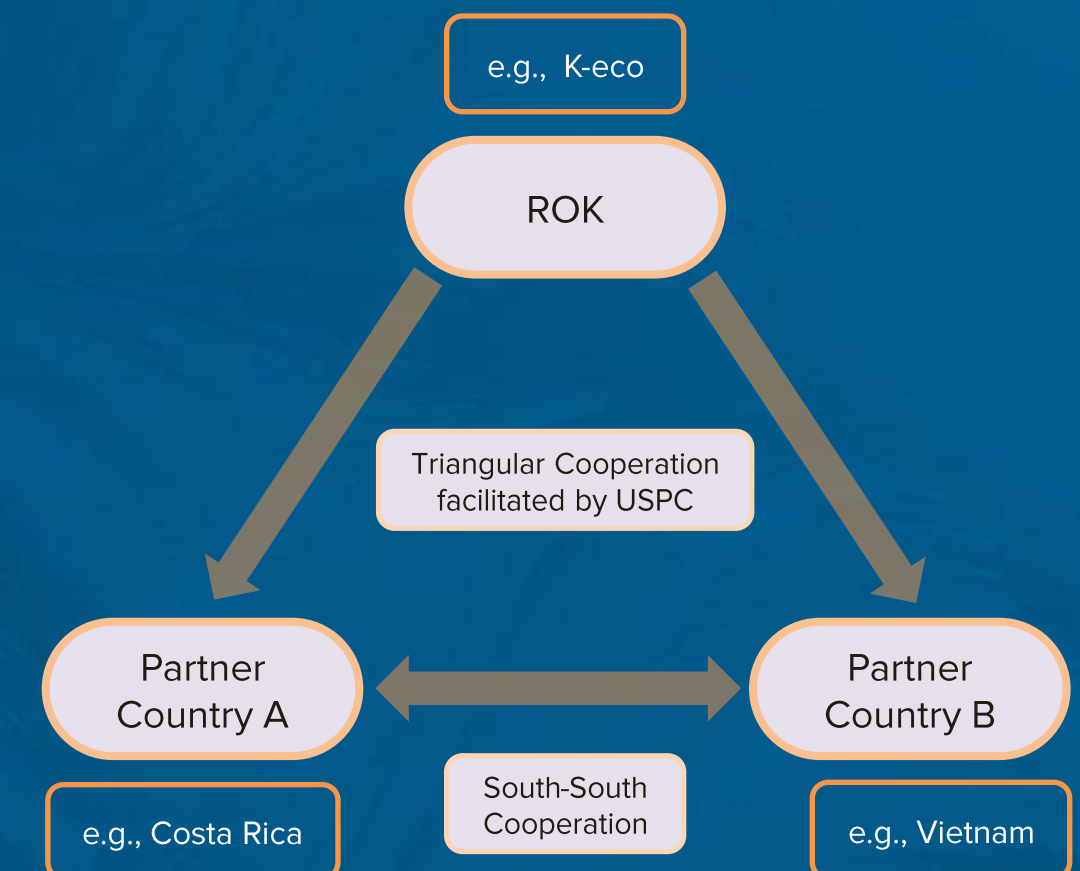 e.g., K-eco
ROK
Triangular Cooperation
facilitated by USPC
Partner
Country A
Partner
Country B
South-South
Cooperation
e.g., Costa Rica
e.g., Vietnam